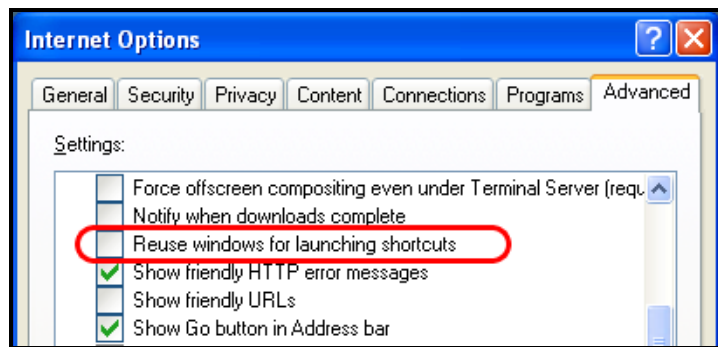 Internet Options
General Security Privacy Content Connections Programs Advanced
Settings:
Force offscreen compositing even under Terminal Server (requ
Notify when downloads complete
Reuse windows for launching shortcuts
Show friendly HTTP error messages
Show friendly URLs
Show Go button in Address bar